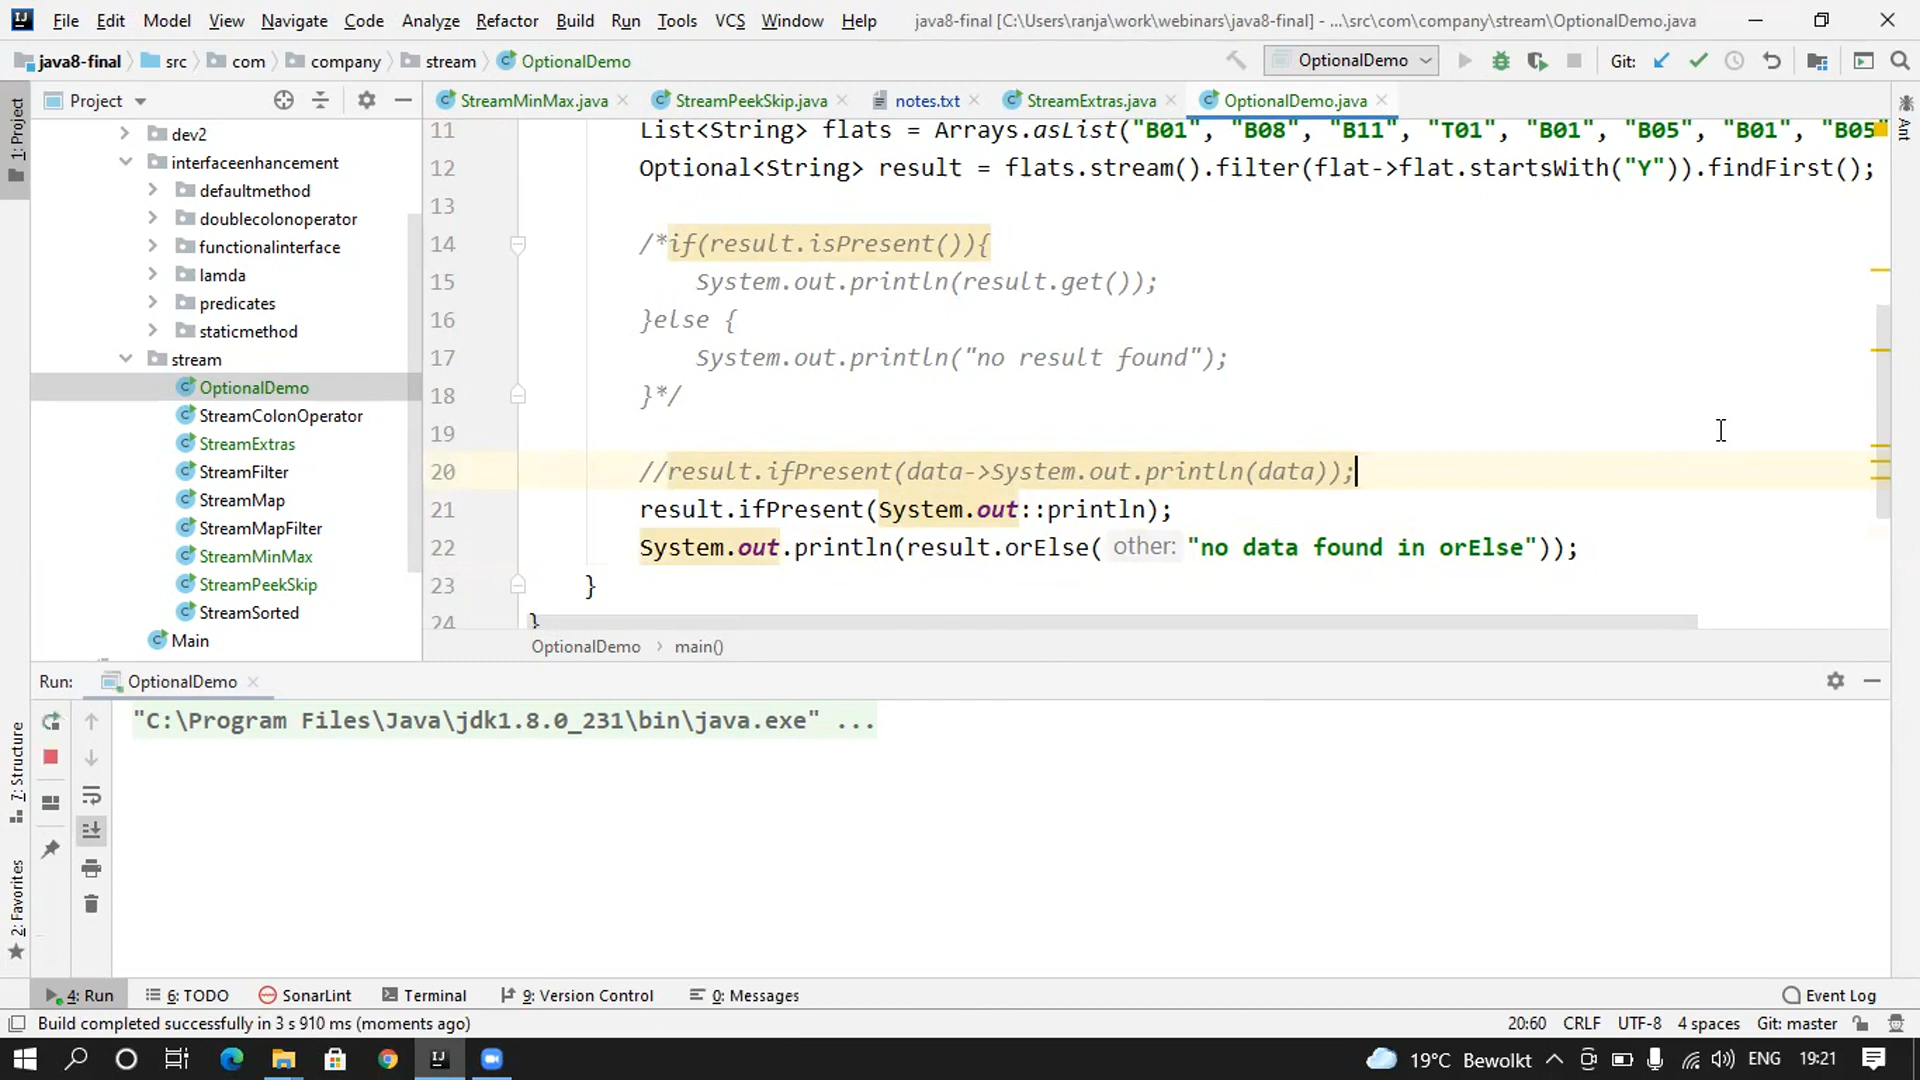 File Edit Model View Navigate Code Analyze Refactor Build Run Tools VCS Window Help java8-final [C:\Users\ranja\work\webinars\java8-final] - ...\src\com\company\stream\OptionalDemo.java
java8-final src com company stream OptionalDemo OptionalDemo Git:
Project StreamMinMax.java StreamPeekSkip.java notes.txt StreamExtras.java OptionalDemo.java
1: Project
Ant
dev2
interfaceenhancement
defaultmethod
doublecolonoperator
functionalinterface
lamda
predicates
staticmethod
stream
OptionalDemo
StreamColonOperator
StreamExtras
StreamFilter
StreamMap
StreamMapFilter
StreamMinMax
StreamPeekSkip
StreamSorted
Main
11 List<String> flats = Arrays.asList("B01", "B08", "B11", "T01", "B01", "B05", "B01", "B05"
12 Optional<String> result = flats.stream().filter(flat->flat.startsWith("Y")).findFirst();
13
14 /*if(result.isPresent()){
15 System.out.println(result.get());
16 }else {
17 System.out.println("no result found");
18 }*/
19
20 //result.ifPresent(data->System.out.println(data));
21 result.ifPresent(System.out::println);
22 System.out.println(result.orElse( other: "no data found in orElse"));
23 }
24 }
OptionalDemo › main()
Run: OptionalDemo
"C:\Program Files\Java\jdk1.8.0_231\bin\java.exe" ...
7: Structure
2: Favorites
4: Run 6: TODO SonarLint Terminal 9: Version Control 0: Messages Event Log
Build completed successfully in 3 s 910 ms (moments ago) 20:60 CRLF UTF-8 4 spaces Git: master
19°C Bewolkt ENG 19:21